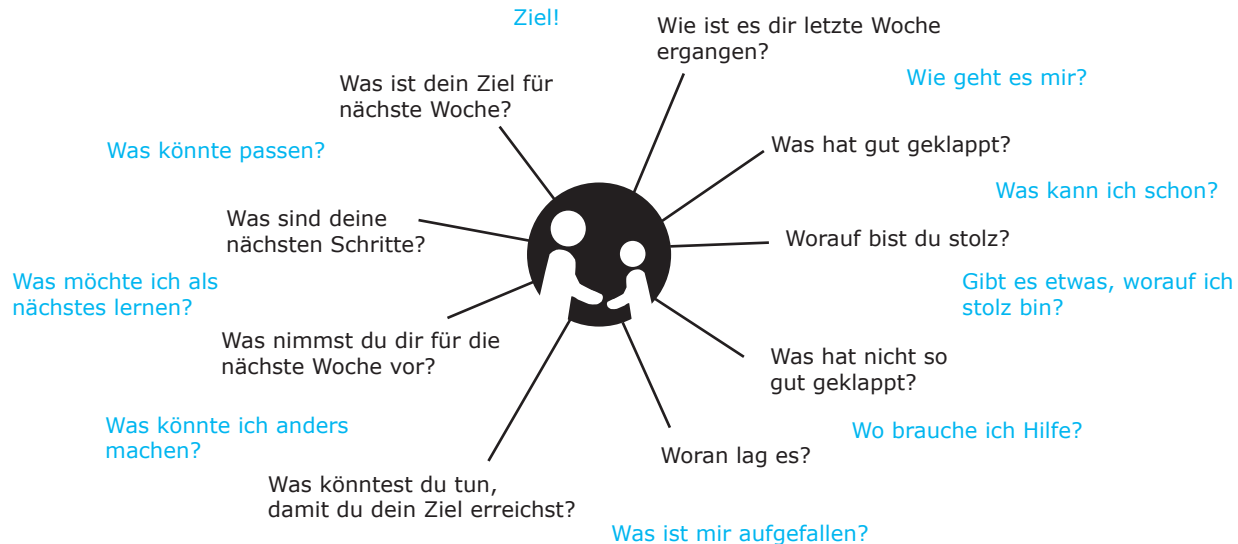 Ziel!
Wie ist es dir letzte Woche
ergangen?
Wie geht es mir?
Was ist dein Ziel für
nächste Woche?
Was hat gut geklappt?
Was könnte passen?
Was kann ich schon?
Was sind deine
nächsten Schritte?
Worauf bist du stolz?
Was möchte ich als
nächstes lernen?
Gibt es etwas, worauf ich
stolz bin?
Was nimmst du dir für die
nächste Woche vor?
Was hat nicht so
gut geklappt?
Was könnte ich anders
machen?
Wo brauche ich Hilfe?
Woran lag es?
Was könntest du tun,
damit du dein Ziel erreichst?
Was ist mir aufgefallen?